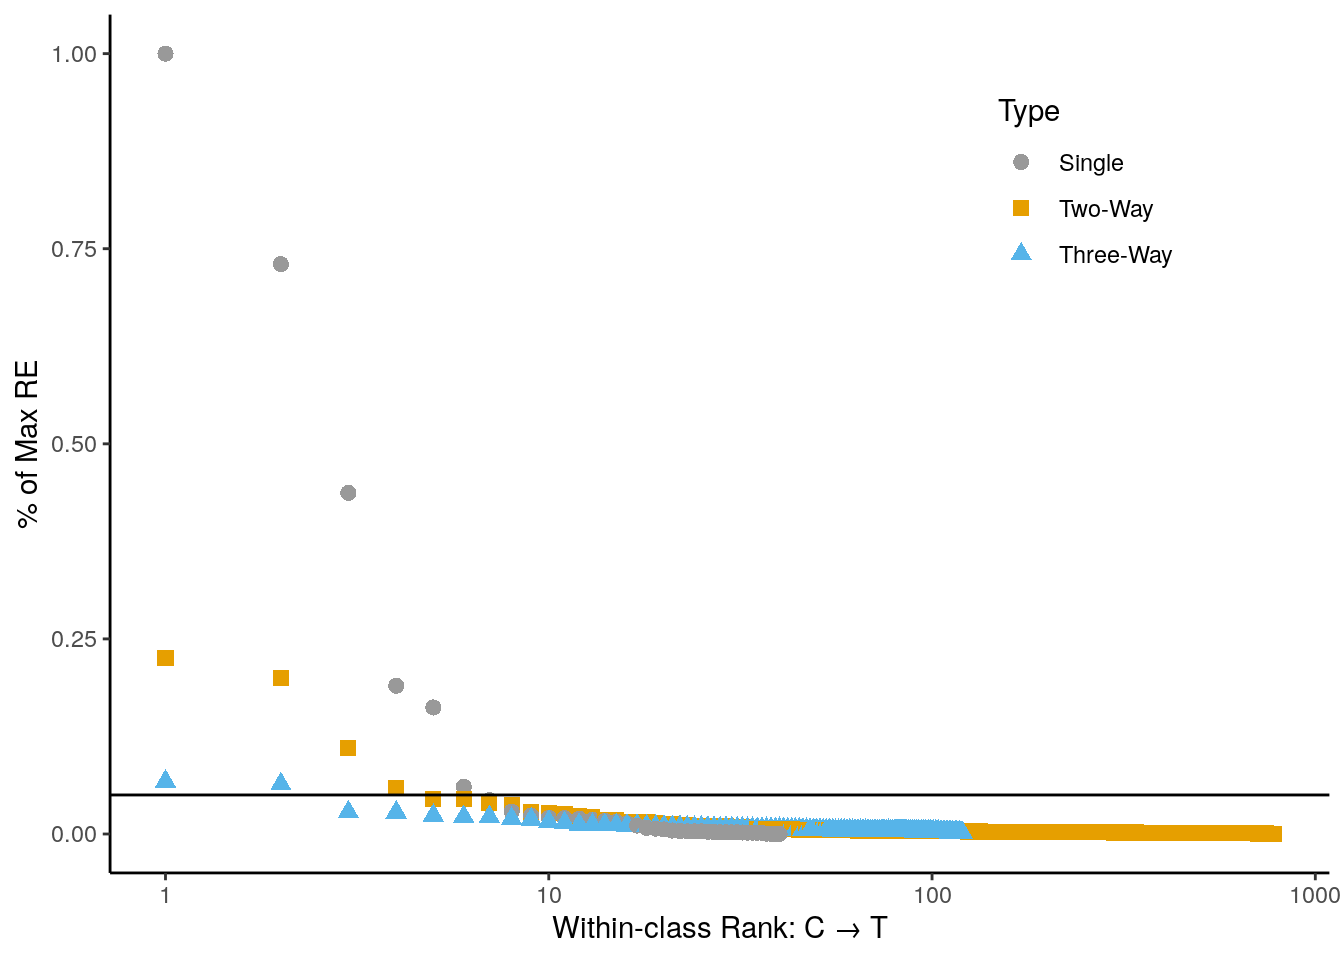 1.00
0.75
0.50
0.25
0.00
% of Max RE
Type
Single
Two-Way
Three-Way
1
10
100
1000
Within-class Rank: C → T